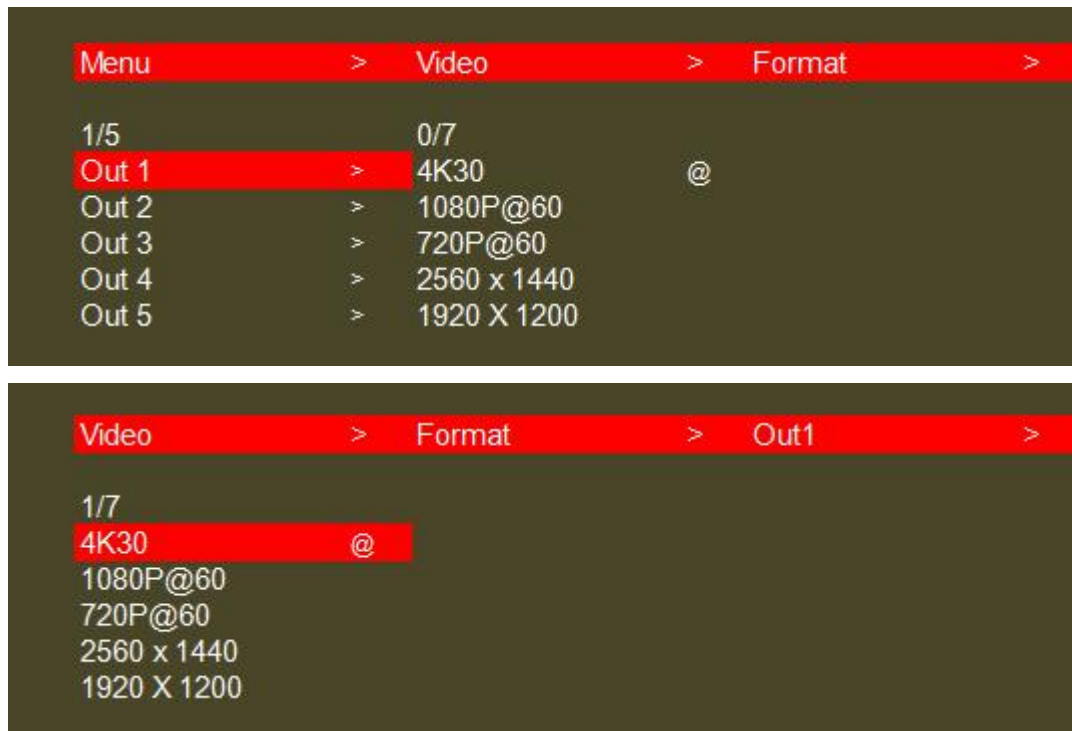 Menu > Video > Format >
1/5 0/7
Out 1 > 4K30 @
Out 2 > 1080P@60
Out 3 > 720P@60
Out 4 > 2560 x 1440
Out 5 > 1920 X 1200
Video > Format > Out1 >
1/7
4K30 @
1080P@60
720P@60
2560 x 1440
1920 X 1200